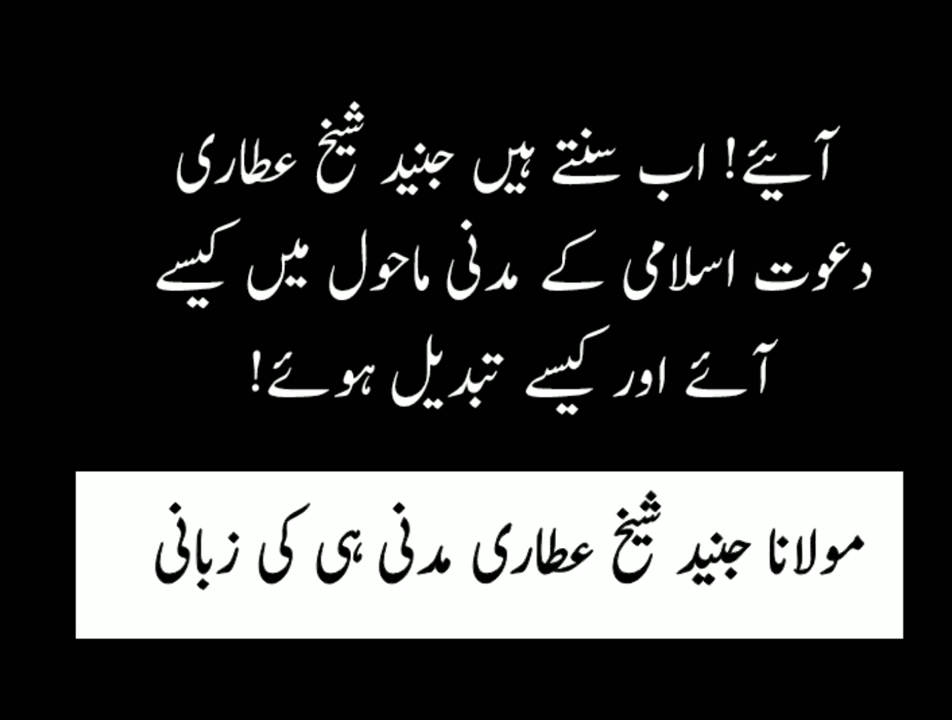 آیئے! اب سنتے ہیں جنید شیخ عطاری
دعوت اسلامی کے مدنی ماحول میں کیسے
آئے اور کیسے تبدیل ہوئے!
مولانا جنید شیخ عطاری مدنی ہی کی زبانی